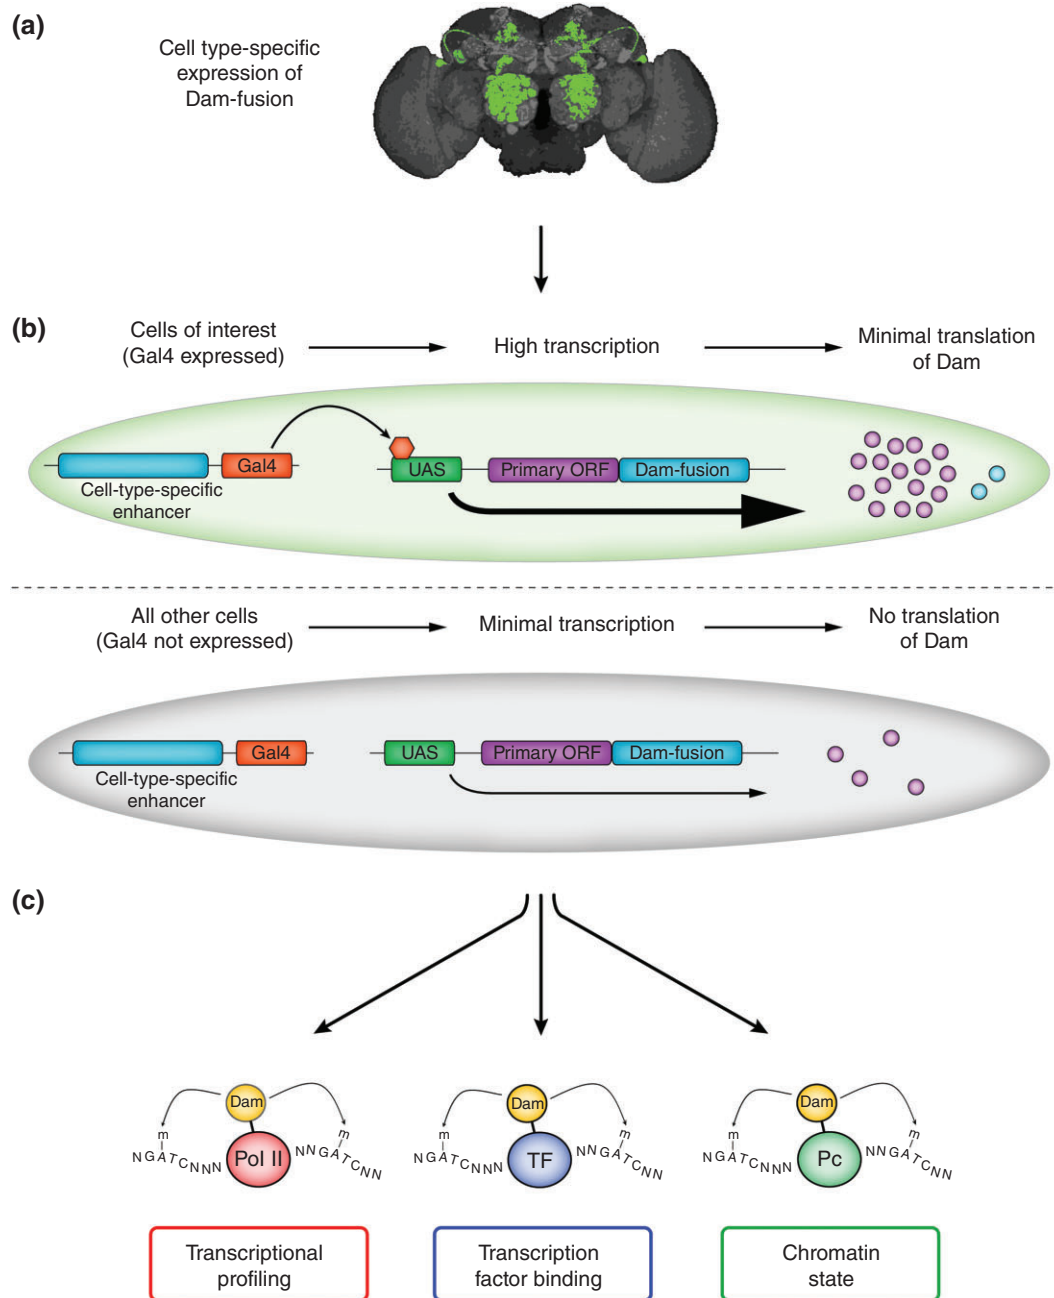 (a)
Cell type-specific
expression of
Dam-fusion
(b)
Cells of interest
(Gal4 expressed)
High transcription
Minimal translation
of Dam
Gal4
UAS
Primary ORF
Dam-fusion
Cell-type-specific
enhancer
All other cells
(Gal4 not expressed)
Minimal transcription
No translation
of Dam
Gal4
UAS
Primary ORF
Dam-fusion
Cell-type-specific
enhancer
(c)
Dam
m
m
NGATCNNN
Pol II
NNGATCNN
Dam
m
m
NGATCNNN
TF
NNGATCNN
Dam
m
m
NGATCNNN
Pc
NNGATCNN
Transcriptional
profiling
Transcription
factor binding
Chromatin
state